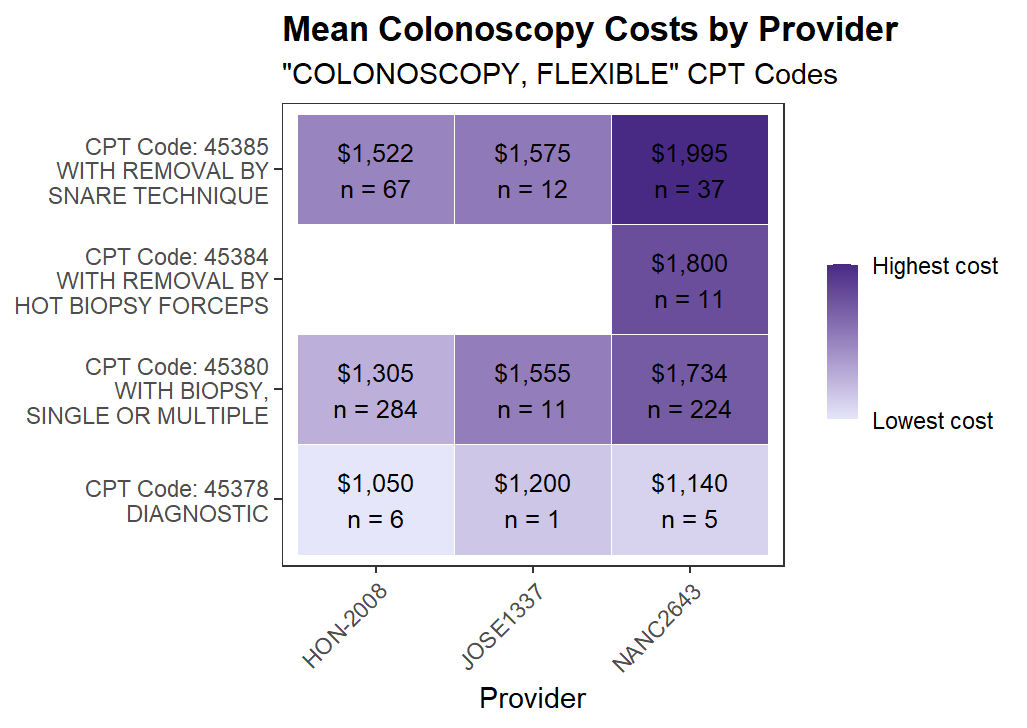 Mean Colonoscopy Costs by Provider
"COLONOSCOPY, FLEXIBLE" CPT Codes
CPT Code: 45385
WITH REMOVAL BY
SNARE TECHNIQUE
$1,522
n = 67
$1,575
n = 12
$1,995
n = 37
CPT Code: 45384
WITH REMOVAL BY
HOT BIOPSY FORCEPS
$1,800
n = 11
CPT Code: 45380
WITH BIOPSY,
SINGLE OR MULTIPLE
$1,305
n = 284
$1,555
n = 11
$1,734
n = 224
CPT Code: 45378
DIAGNOSTIC
$1,050
n = 6
$1,200
n = 1
$1,140
n = 5
HON-2008
JOSE1337
NANC2643
Provider
Highest cost
Lowest cost